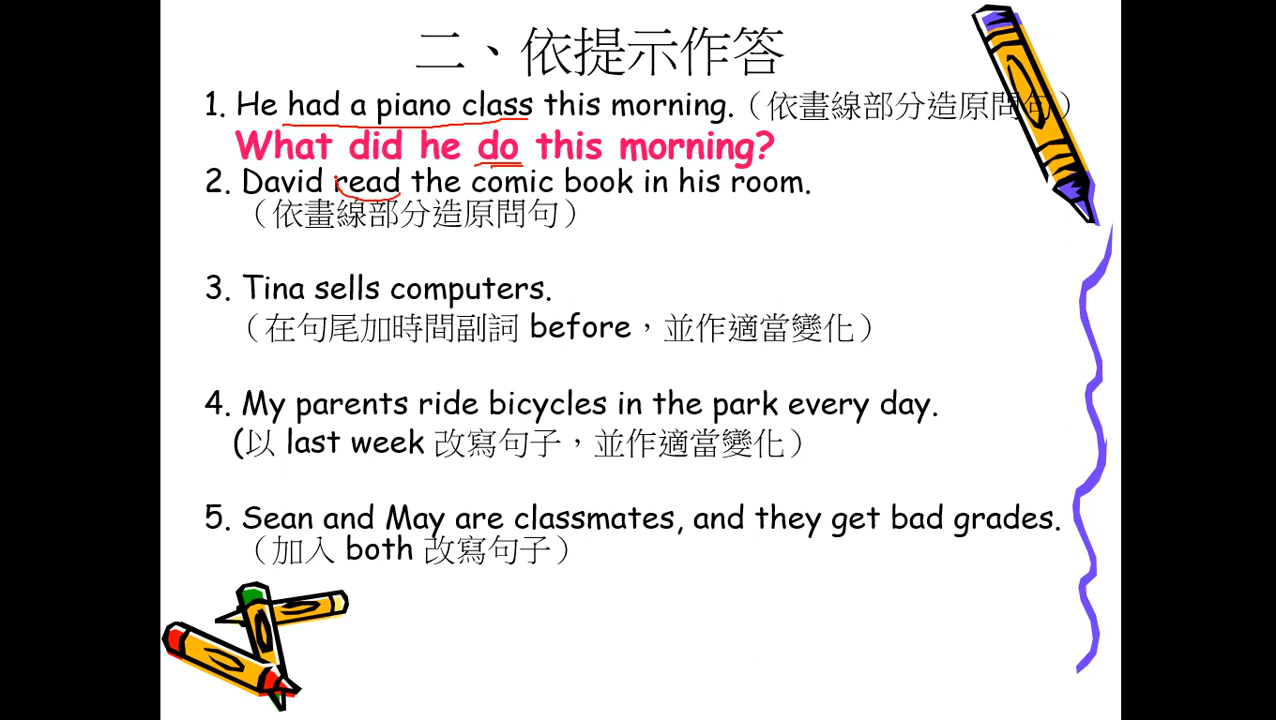 二、依提示作答
1. He had a piano class this morning.（依畫線部分造原問句）
What did he do this morning?
2. David read the comic book in his room.
（依畫線部分造原問句）
3. Tina sells computers.
（在句尾加時間副詞 before，並作適當變化）
4. My parents ride bicycles in the park every day.
(以 last week 改寫句子，並作適當變化）
5. Sean and May are classmates, and they get bad grades.
（加入 both 改寫句子）